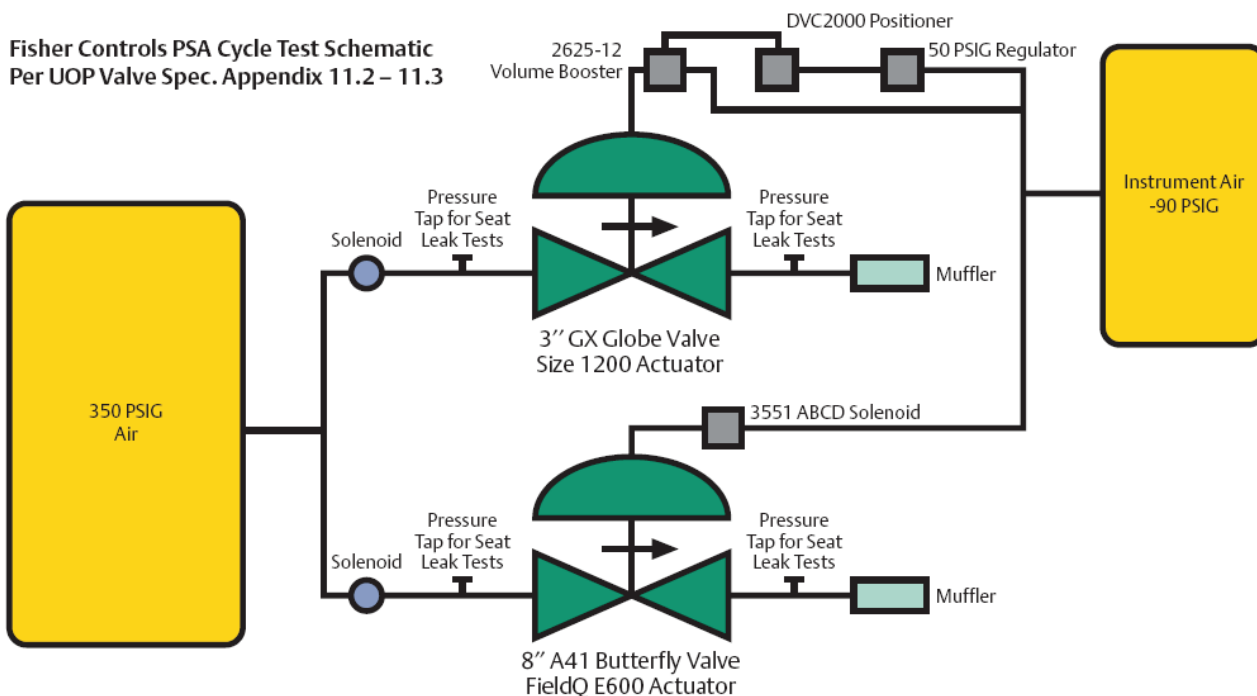 Fisher Controls PSA Cycle Test Schematic
Per UOP Valve Spec. Appendix 11.2 – 11.3
DVC2000 Positioner
2625-12
Volume Booster
50 PSIG Regulator
Instrument Air
-90 PSIG
350 PSIG
Air
Solenoid
Pressure
Tap for Seat
Leak Tests
Pressure
Tap for Seat
Leak Tests
Muffler
3′′ GX Globe Valve
Size 1200 Actuator
3551 ABCD Solenoid
Solenoid
Pressure
Tap for Seat
Leak Tests
Pressure
Tap for Seat
Leak Tests
Muffler
8′′ A41 Butterfly Valve
FieldQ E600 Actuator